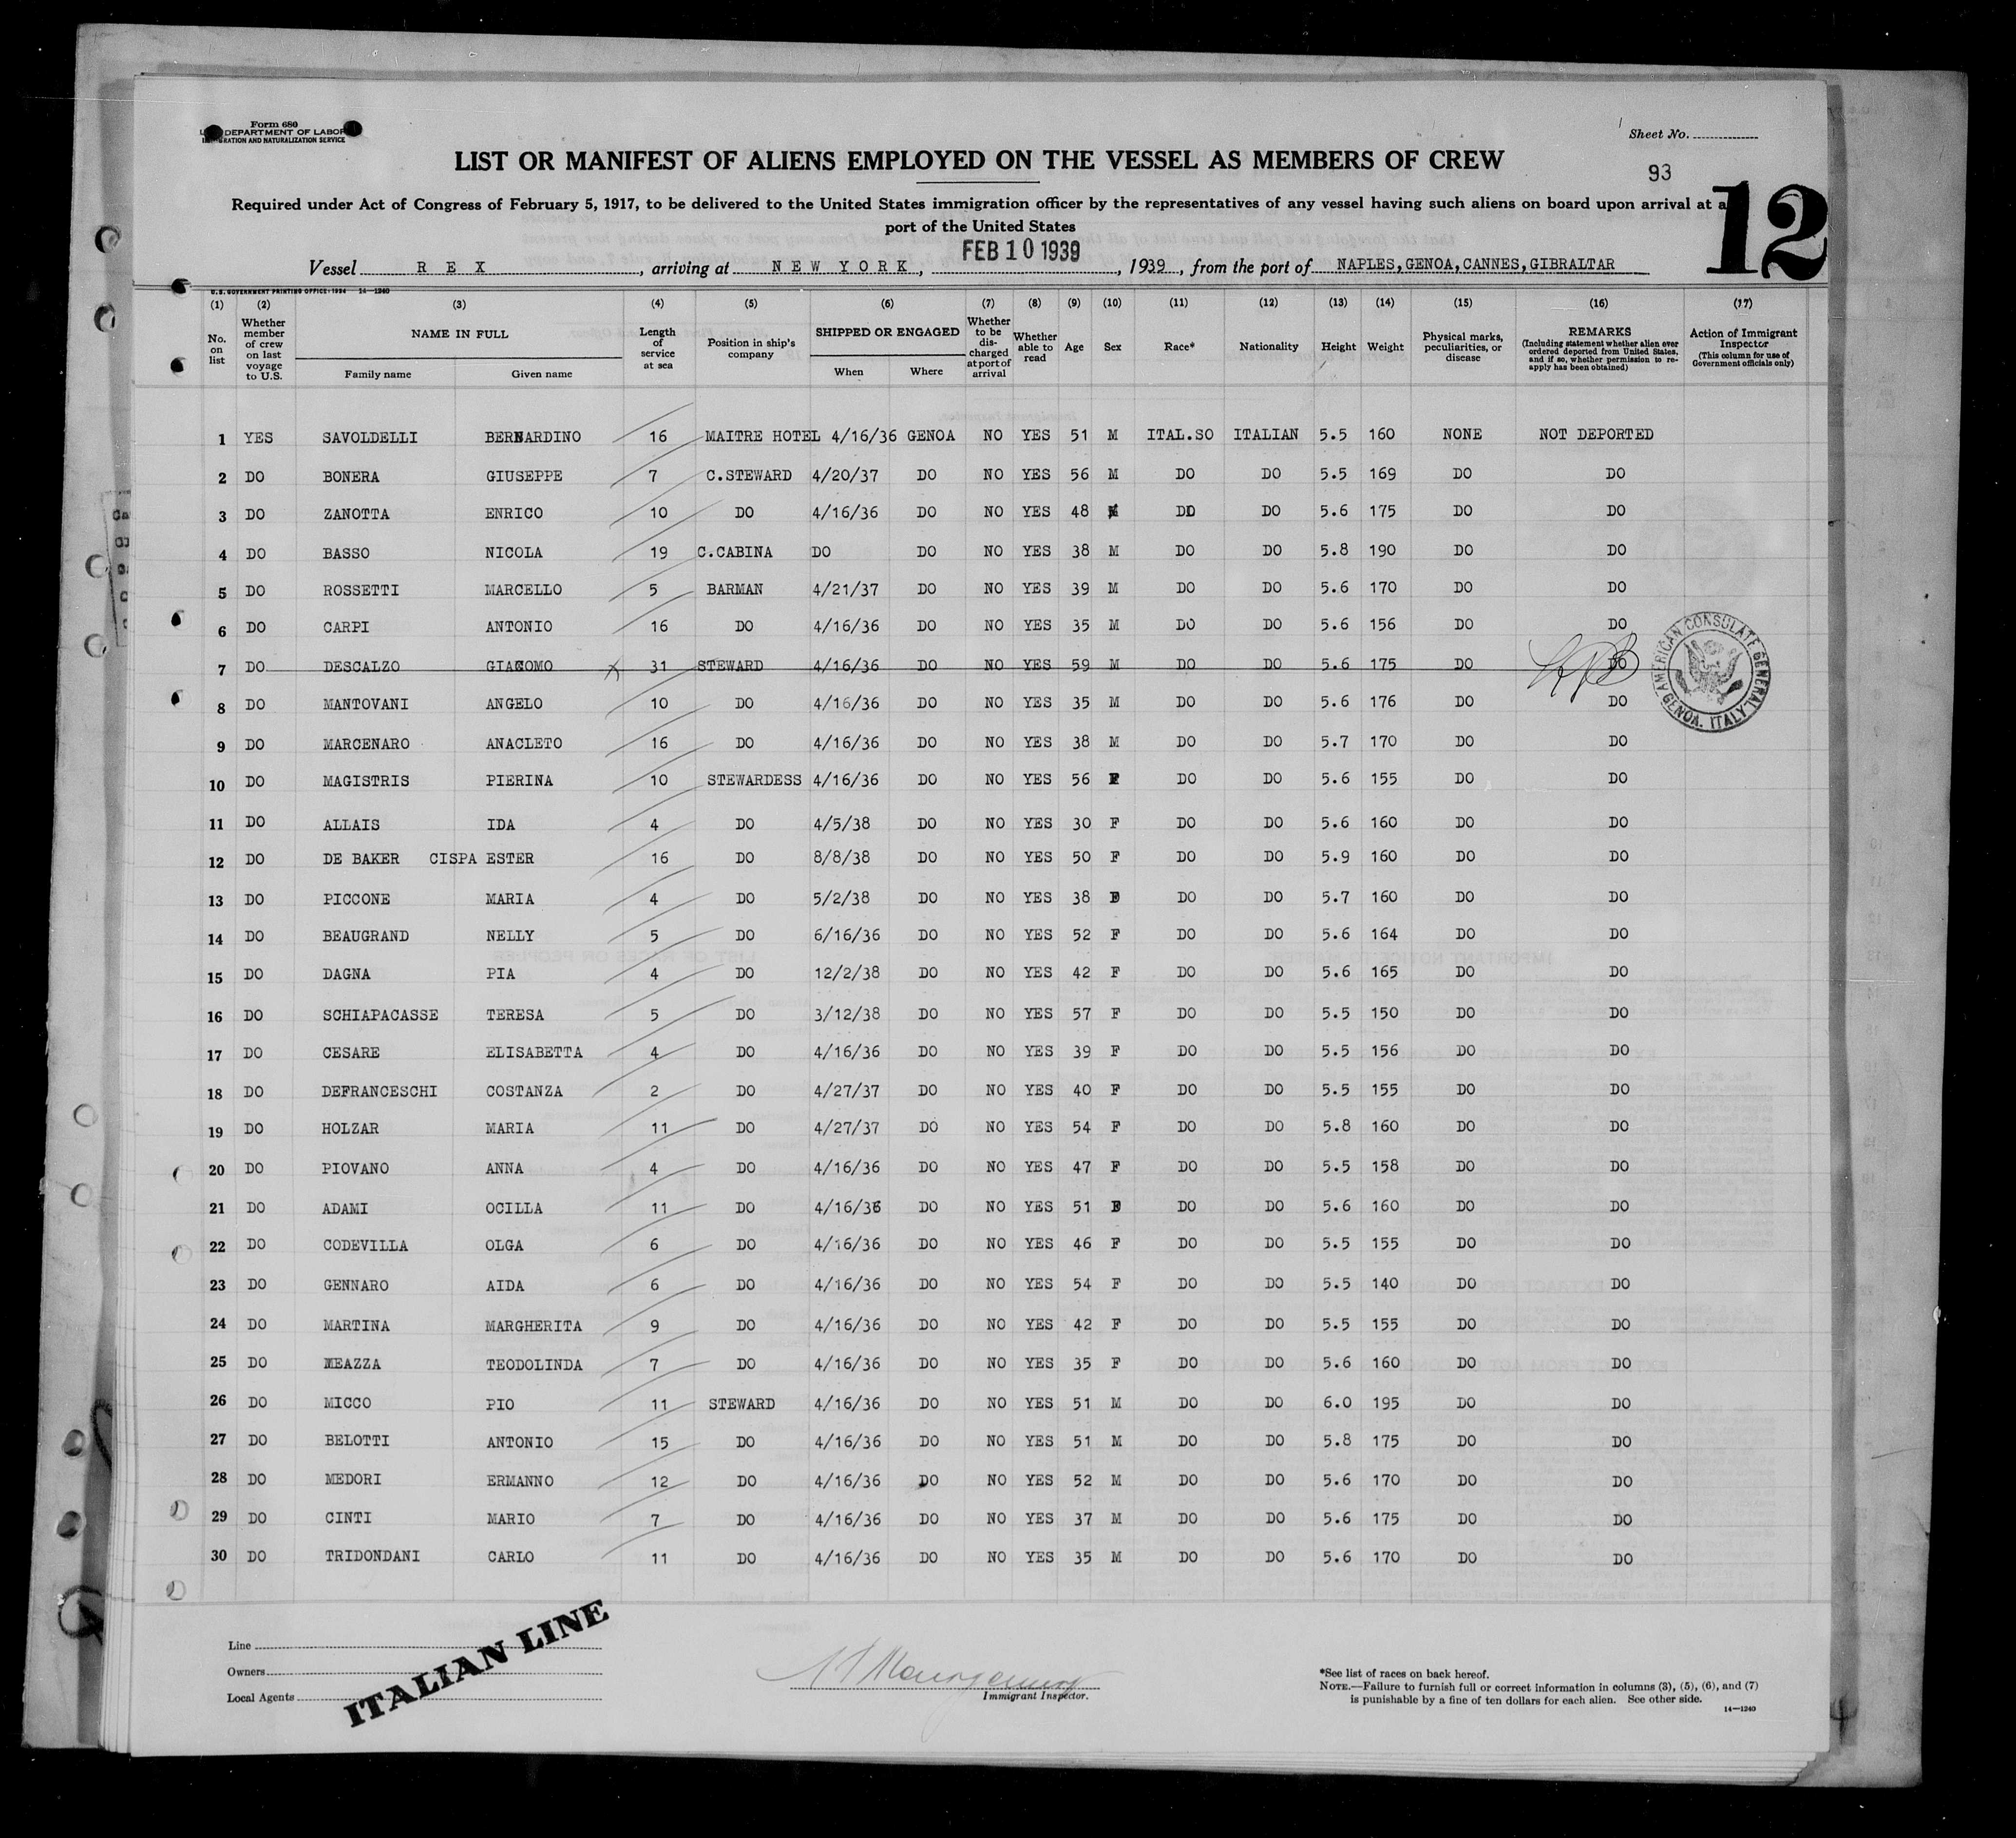 Form 680
DEPARTMENT OF LABOR
IMMIGRATION AND NATURALIZATION SERVICE
Sheet No.
LIST OR MANIFEST OF ALIENS EMPLOYED ON THE VESSEL AS MEMBERS OF CREW
93
12
Required under Act of Congress of February 5, 1917, to be delivered to the United States immigration officer by the representatives of any vessel having such aliens on board upon arrival at a
port of the United States
FEB 10 1939
Vessel REX, arriving at NEW YORK, 1939, from the port of NAPLES,GENOA,CANNES,GIBRALTAR
U.S. GOVERNMENT PRINTING OFFICE: 1934 14—1240
(1) (2) (3) (4) (5) (6) (7) (8) (9) (10) (11) (12) (13) (14) (15) (16) (17)
No. on list
Whether member of crew on last voyage to U.S.
NAME IN FULL
Family name Given name
Length of service at sea
Position in ship's company
SHIPPED OR ENGAGED
When Where
Whether to be discharged at port of arrival
Whether able to read
Age
Sex
Race*
Nationality
Height
Weight
Physical marks, peculiarities, or disease
REMARKS
(Including statement whether alien ever ordered deported from United States, and if so, whether permission to reapply has been obtained)
Action of Immigrant Inspector
(This column for use of Government officials only)
1 YES SAVOLDELLI BERNARDINO 16 MAITRE HOTEL 4/16/36 GENOA NO YES 51 M ITAL.SO ITALIAN 5.5 160 NONE NOT DEPORTED
2 DO BONERA GIUSEPPE 7 C.STEWARD 4/20/37 DO NO YES 56 M DO DO 5.5 169 DO DO
3 DO ZANOTTA ENRICO 10 DO 4/16/36 DO NO YES 48 M DO DO 5.6 175 DO DO
4 DO BASSO NICOLA 19 C.CABINA DO DO NO YES 38 M DO DO 5.8 190 DO DO
5 DO ROSSETTI MARCELLO 5 BARMAN 4/21/37 DO NO YES 39 M DO DO 5.6 170 DO DO
6 DO CARPI ANTONIO 16 DO 4/16/36 DO NO YES 35 M DO DO 5.6 156 DO DO
7 DO DESCALZO GIACOMO X 31 STEWARD 4/16/36 DO NO YES 59 M DO DO 5.6 175 DO DO
AMERICAN CONSULATE GENERAL GENOA, ITALY
8 DO MANTOVANI ANGELO 10 DO 4/16/36 DO NO YES 35 M DO DO 5.6 176 DO DO
9 DO MARCENARO ANACLETO 16 DO 4/16/36 DO NO YES 38 M DO DO 5.7 170 DO DO
10 DO MAGISTRIS PIERINA 10 STEWARDESS 4/16/36 DO NO YES 56 F DO DO 5.6 155 DO DO
11 DO ALLAIS IDA 4 DO 4/5/38 DO NO YES 30 F DO DO 5.6 160 DO DO
12 DO DE BAKER CISPA ESTER 16 DO 8/8/38 DO NO YES 50 F DO DO 5.9 160 DO DO
13 DO PICCONE MARIA 4 DO 5/2/38 DO NO YES 38 F DO DO 5.7 160 DO DO
14 DO BEAUGRAND NELLY 5 DO 6/16/36 DO NO YES 52 F DO DO 5.6 164 DO DO
15 DO DAGNA PIA 4 DO 12/2/38 DO NO YES 42 F DO DO 5.6 165 DO DO
16 DO SCHIAPACASSE TERESA 5 DO 3/12/38 DO NO YES 57 F DO DO 5.5 150 DO DO
17 DO CESARE ELISABETTA 4 DO 4/16/36 DO NO YES 39 F DO DO 5.5 156 DO DO
18 DO DEFRANCESCHI COSTANZA 2 DO 4/27/37 DO NO YES 40 F DO DO 5.5 155 DO DO
19 DO HOLZAR MARIA 11 DO 4/27/37 DO NO YES 54 F DO DO 5.8 160 DO DO
20 DO PIOVANO ANNA 4 DO 4/16/36 DO NO YES 47 F DO DO 5.5 158 DO DO
21 DO ADAMI OCILLA 11 DO 4/16/36 DO NO YES 51 F DO DO 5.6 160 DO DO
22 DO CODEVILLA OLGA 6 DO 4/16/36 DO NO YES 46 F DO DO 5.5 155 DO DO
23 DO GENNARO AIDA 6 DO 4/16/36 DO NO YES 54 F DO DO 5.5 140 DO DO
24 DO MARTINA MARGHERITA 9 DO 4/16/36 DO NO YES 42 F DO DO 5.5 155 DO DO
25 DO MEAZZA TEODOLINDA 7 DO 4/16/36 DO NO YES 35 F DO DO 5.6 160 DO DO
26 DO MICCO PIO 11 STEWARD 4/16/36 DO NO YES 51 M DO DO 6.0 195 DO DO
27 DO BELOTTI ANTONIO 15 DO 4/16/36 DO NO YES 51 M DO DO 5.8 175 DO DO
28 DO MEDORI ERMANNO 12 DO 4/16/36 DO NO YES 52 M DO DO 5.6 170 DO DO
29 DO CINTI MARIO 7 DO 4/16/36 DO NO YES 37 M DO DO 5.6 175 DO DO
30 DO TRIDONDANI CARLO 11 DO 4/16/36 DO NO YES 35 M DO DO 5.6 170 DO DO
Line
Owners
Local Agents
ITALIAN LINE
Immigrant Inspector.
*See list of races on back hereof.
NOTE.—Failure to furnish full or correct information in columns (3), (5), (6), and (7)
is punishable by a fine of ten dollars for each alien. See other side.
14—1240